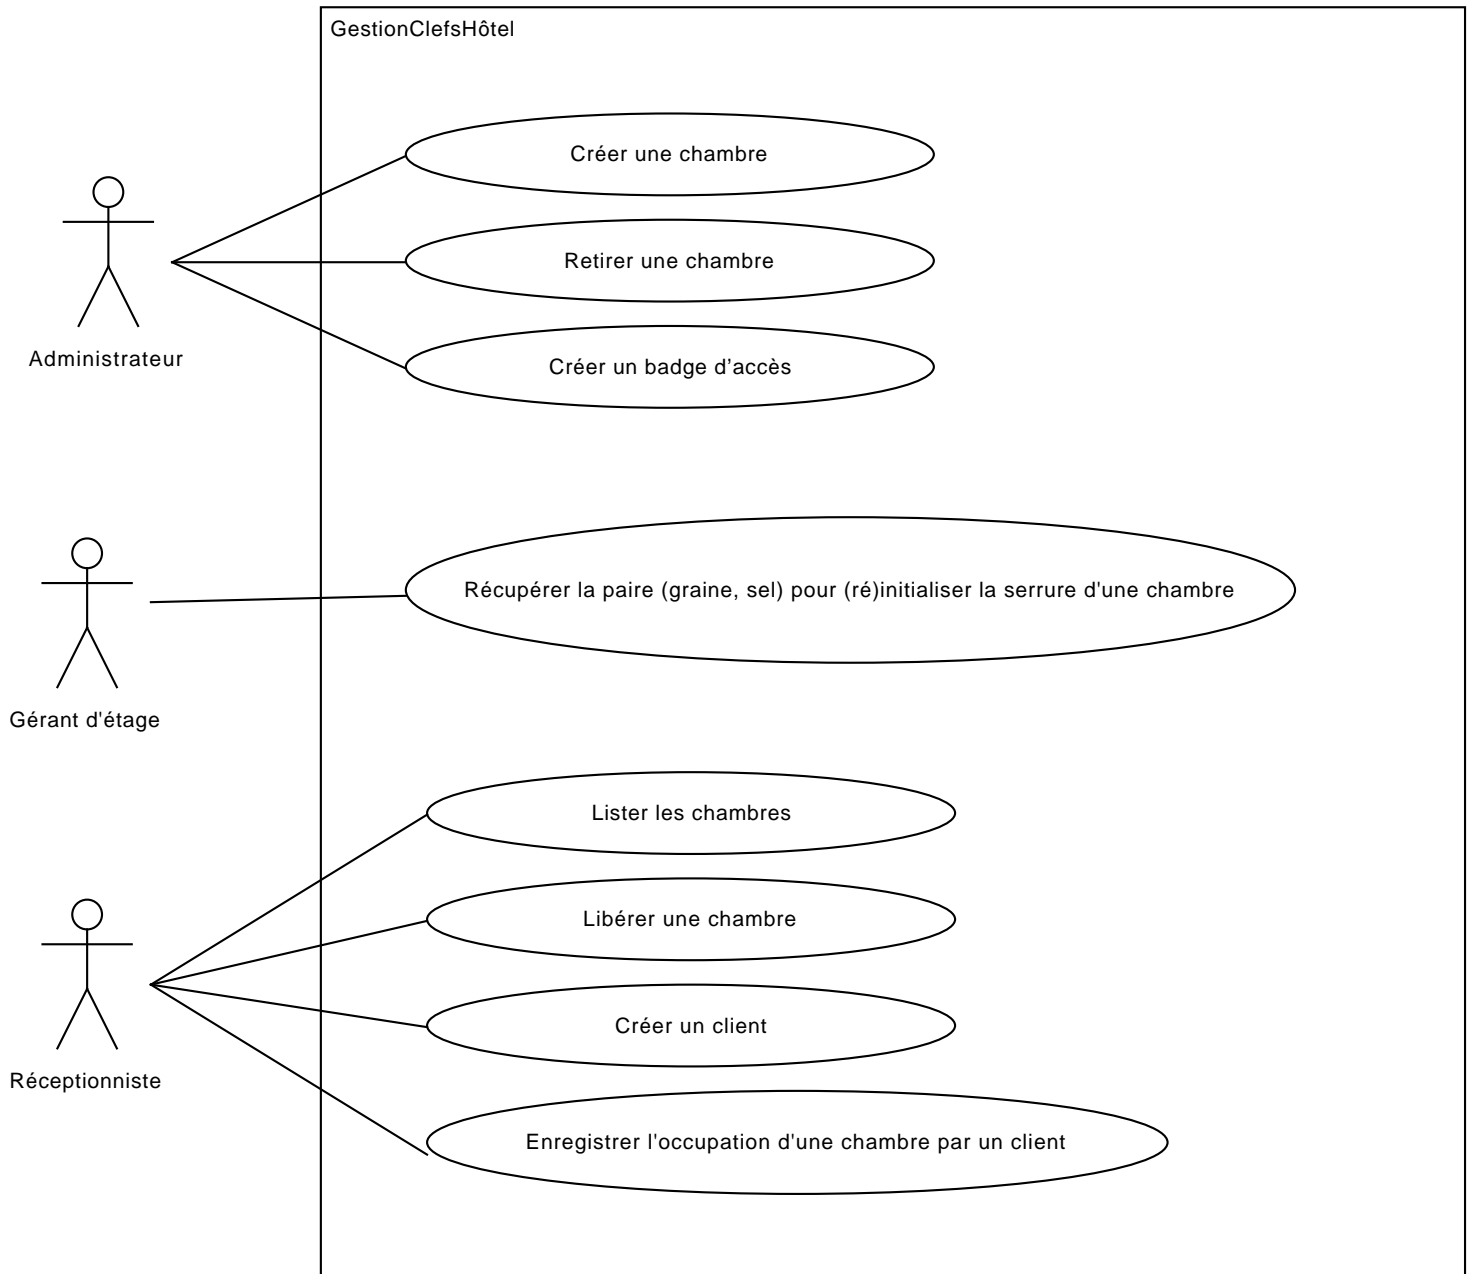 GestionClefsHôtel
Créer une chambre
Retirer une chambre
Créer un badge d’accès
Administrateur
Récupérer la paire (graine, sel) pour (ré)initialiser la serrure d'une chambre
Gérant d'étage
Lister les chambres
Libérer une chambre
Créer un client
Réceptionniste
Enregistrer l'occupation d'une chambre par un client